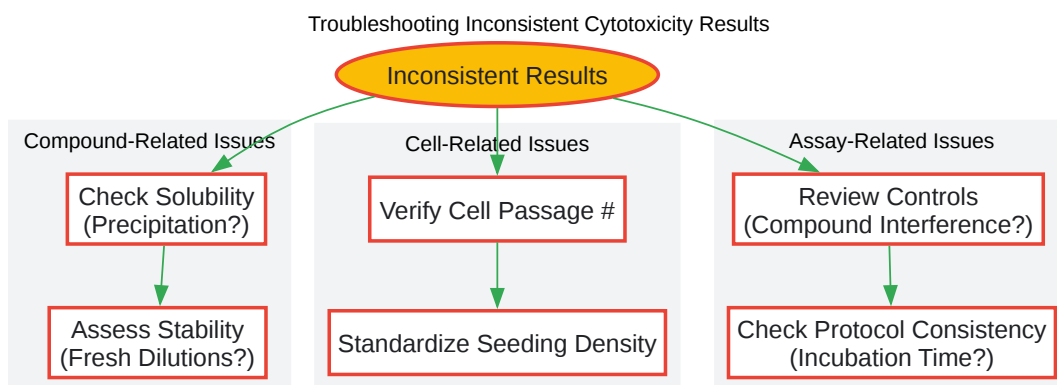 Troubleshooting Inconsistent Cytotoxicity Results
Inconsistent Results
Compound-Related Issues
Check Solubility
(Precipitation?)
Assess Stability
(Fresh Dilutions?)
Cell-Related Issues
Verify Cell Passage #
Standardize Seeding Density
Assay-Related Issues
Review Controls
(Compound Interference?)
Check Protocol Consistency
(Incubation Time?)